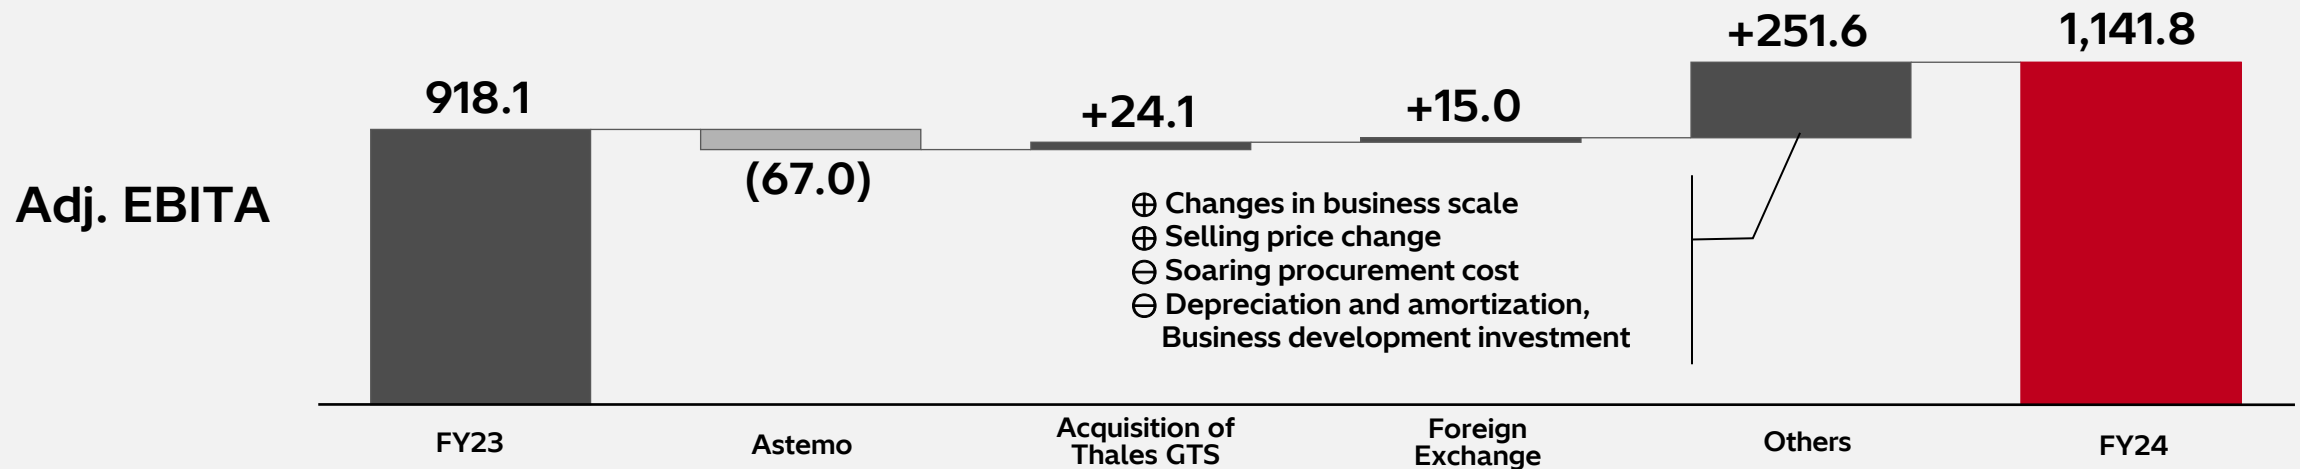 Adj. EBITA
918.1
(67.0)
+24.1
+15.0
+251.6
1,141.8
⊕ Changes in business scale
⊕ Selling price change
⊖ Soaring procurement cost
⊖ Depreciation and amortization,
Business development investment
FY23
Astemo
Acquisition of
Thales GTS
Foreign
Exchange
Others
FY24